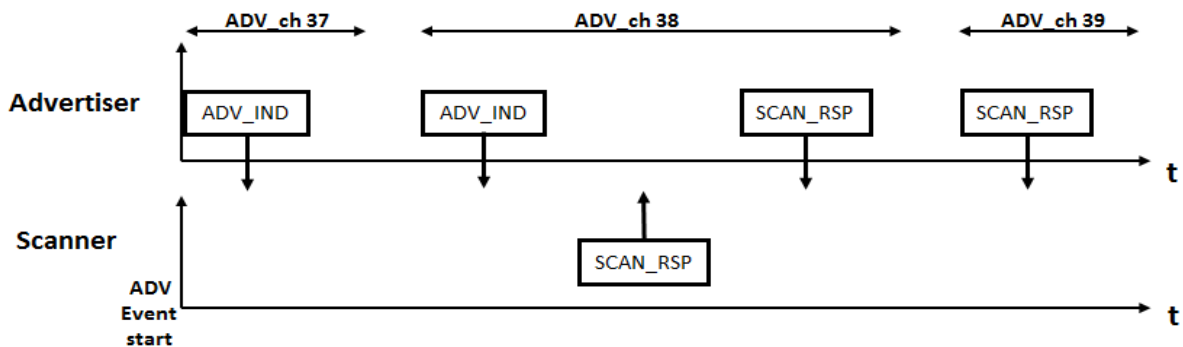 ADV_ch 37
ADV_ch 38
ADV_ch 39
Advertiser
ADV_IND
ADV_IND
SCAN_RSP
SCAN_RSP
t
Scanner
SCAN_RSP
ADV
Event
start
t